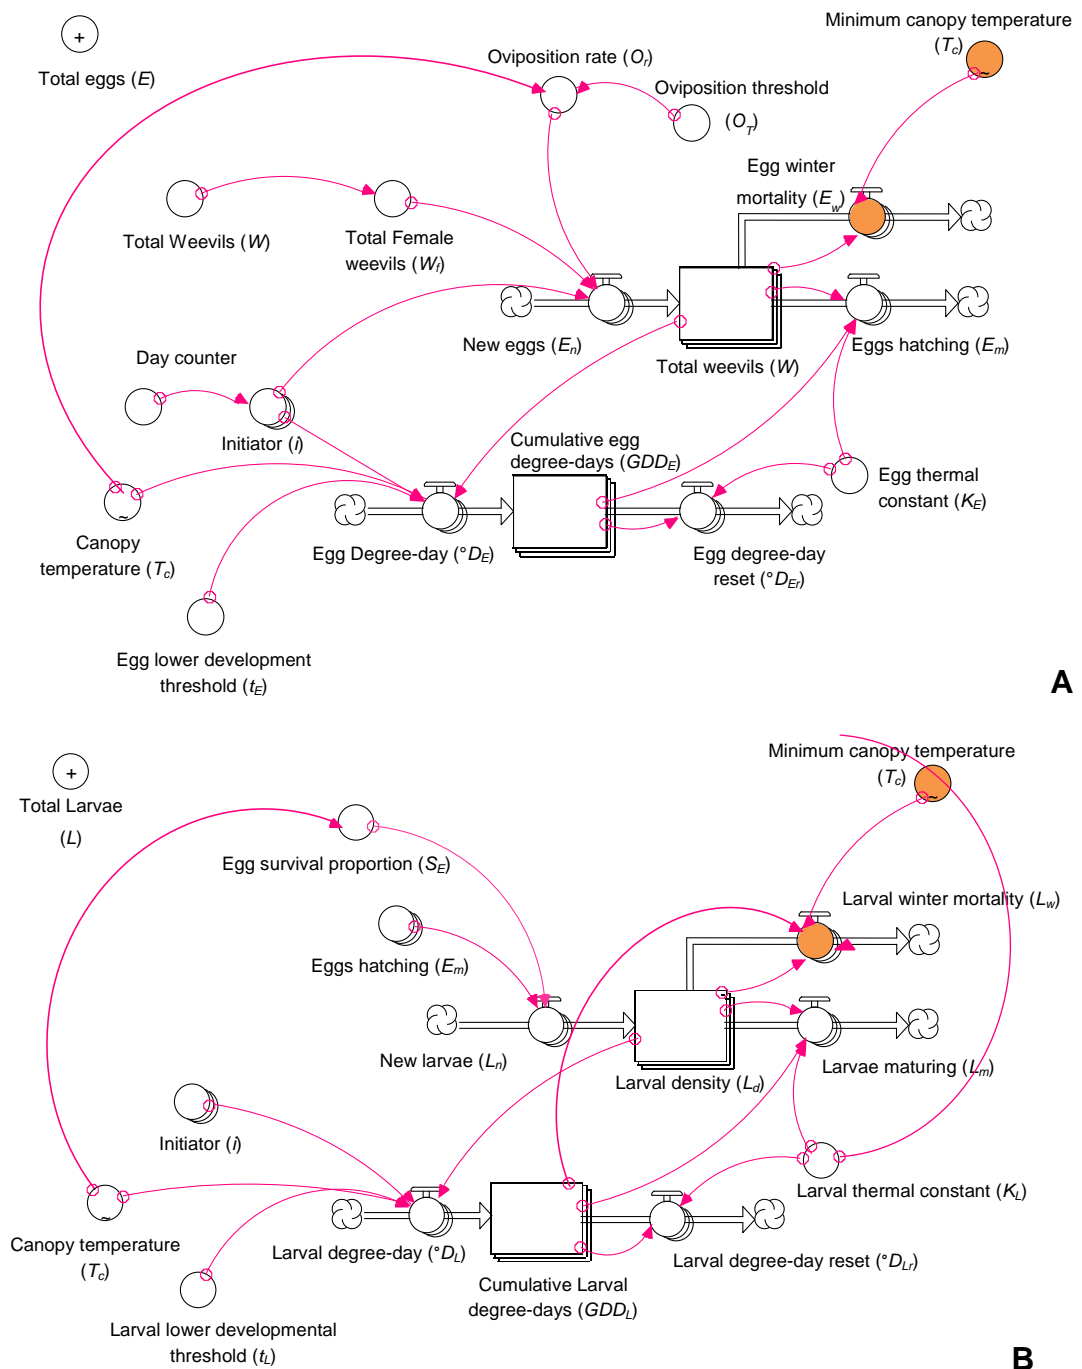 Minimum canopy temperature
(Tc)
+
Total eggs (E)
Oviposition rate (Or)
Oviposition threshold
(OT)
~
Egg winter
mortality (Ew)
Total Weevils (W)
Total Female
weevils (Wf)
New eggs (En)
Total weevils (W)
Eggs hatching (Em)
Day counter
Initiator (i)
Cumulative egg
degree-days (GDDE)
Egg thermal
constant (KE)
~
Canopy
temperature (Tc)
Egg Degree-day (°DE)
Egg degree-day
reset (°DEr)
Egg lower development
threshold (tE)
A
Minimum canopy temperature
(Tc)
+
Total Larvae
(L)
~
Egg survival proportion (SE)
Larval winter mortality (Lw)
Eggs hatching (Em)
New larvae (Ln)
Larval density (Ld)
Larvae maturing (Lm)
Initiator (i)
Larval thermal constant (KL)
~
Canopy temperature
(Tc)
Larval degree-day (°DL)
Larval degree-day reset (°DLr)
Cumulative Larval
degree-days (GDDL)
Larval lower developmental
threshold (tL)
B